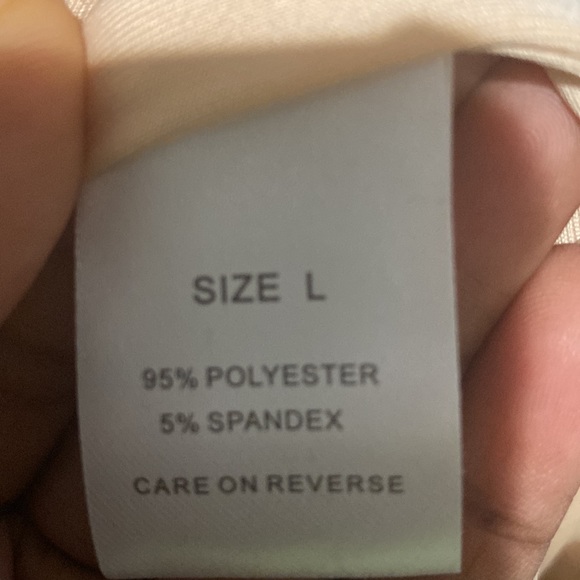 SIZE L
95% POLYESTER
5% SPANDEX
CARE ON REVERSE